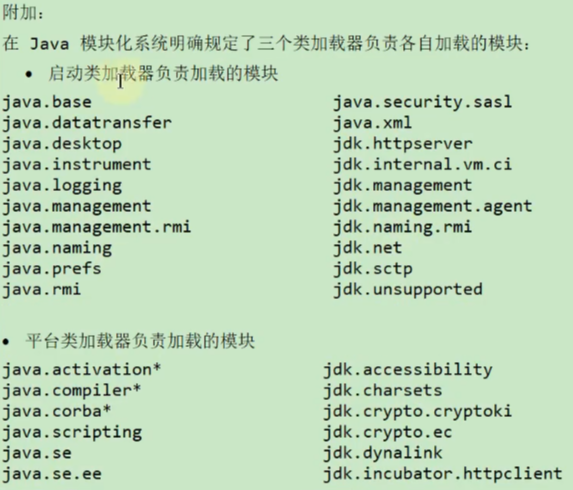 附加：
在 Java 模块化系统明确规定了三个类加载器负责各自加载的模块：
• 启动类加载器负责加载的模块
java.base java.security.sasl
java.datatransfer java.xml
java.desktop jdk.httpserver
java.instrument jdk.internal.vm.ci
java.logging jdk.management
java.management jdk.management.agent
java.management.rmi jdk.naming.rmi
java.naming jdk.net
java.prefs jdk.sctp
java.rmi jdk.unsupported
• 平台类加载器负责加载的模块
java.activation* jdk.accessibility
java.compiler* jdk.charsets
java.corba* jdk.crypto.cryptoki
java.scripting jdk.crypto.ec
java.se jdk.dynalink
java.se.ee jdk.incubator.httpclient